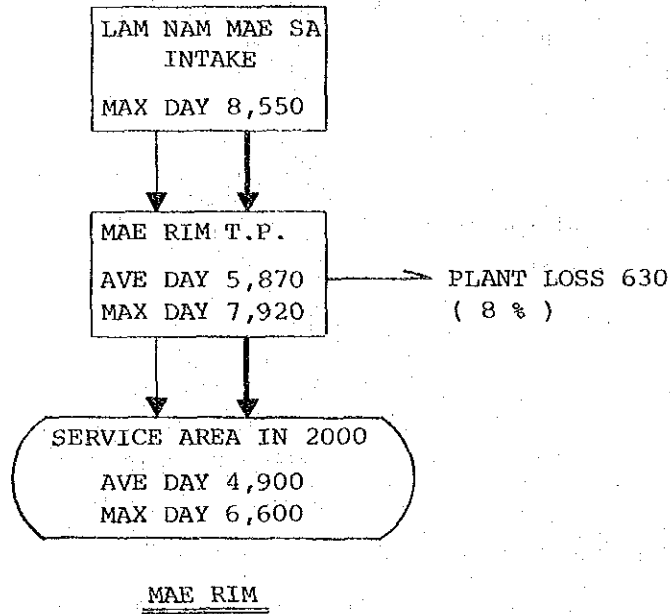 LAM NAM MAE SA
INTAKE
MAX DAY 8,550
MAE RIM T.P.
AVE DAY 5,870
MAX DAY 7,920
PLANT LOSS 630
( 8 % )
SERVICE AREA IN 2000
AVE DAY 4,900
MAX DAY 6,600
MAE RIM